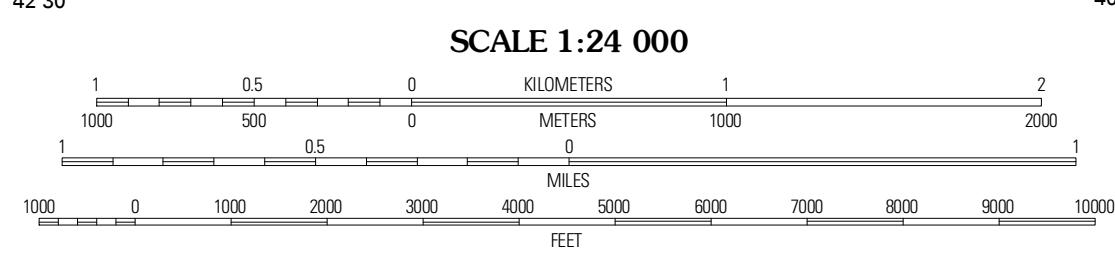 42'30"
SCALE 1:24 000
1 0.5 0 KILOMETERS 1 2
1000 500 0 METERS 1000 2000
1 0.5 0 1
MILES
1000 0 1000 2000 3000 4000 5000 6000 7000 8000 9000 10000
FEET